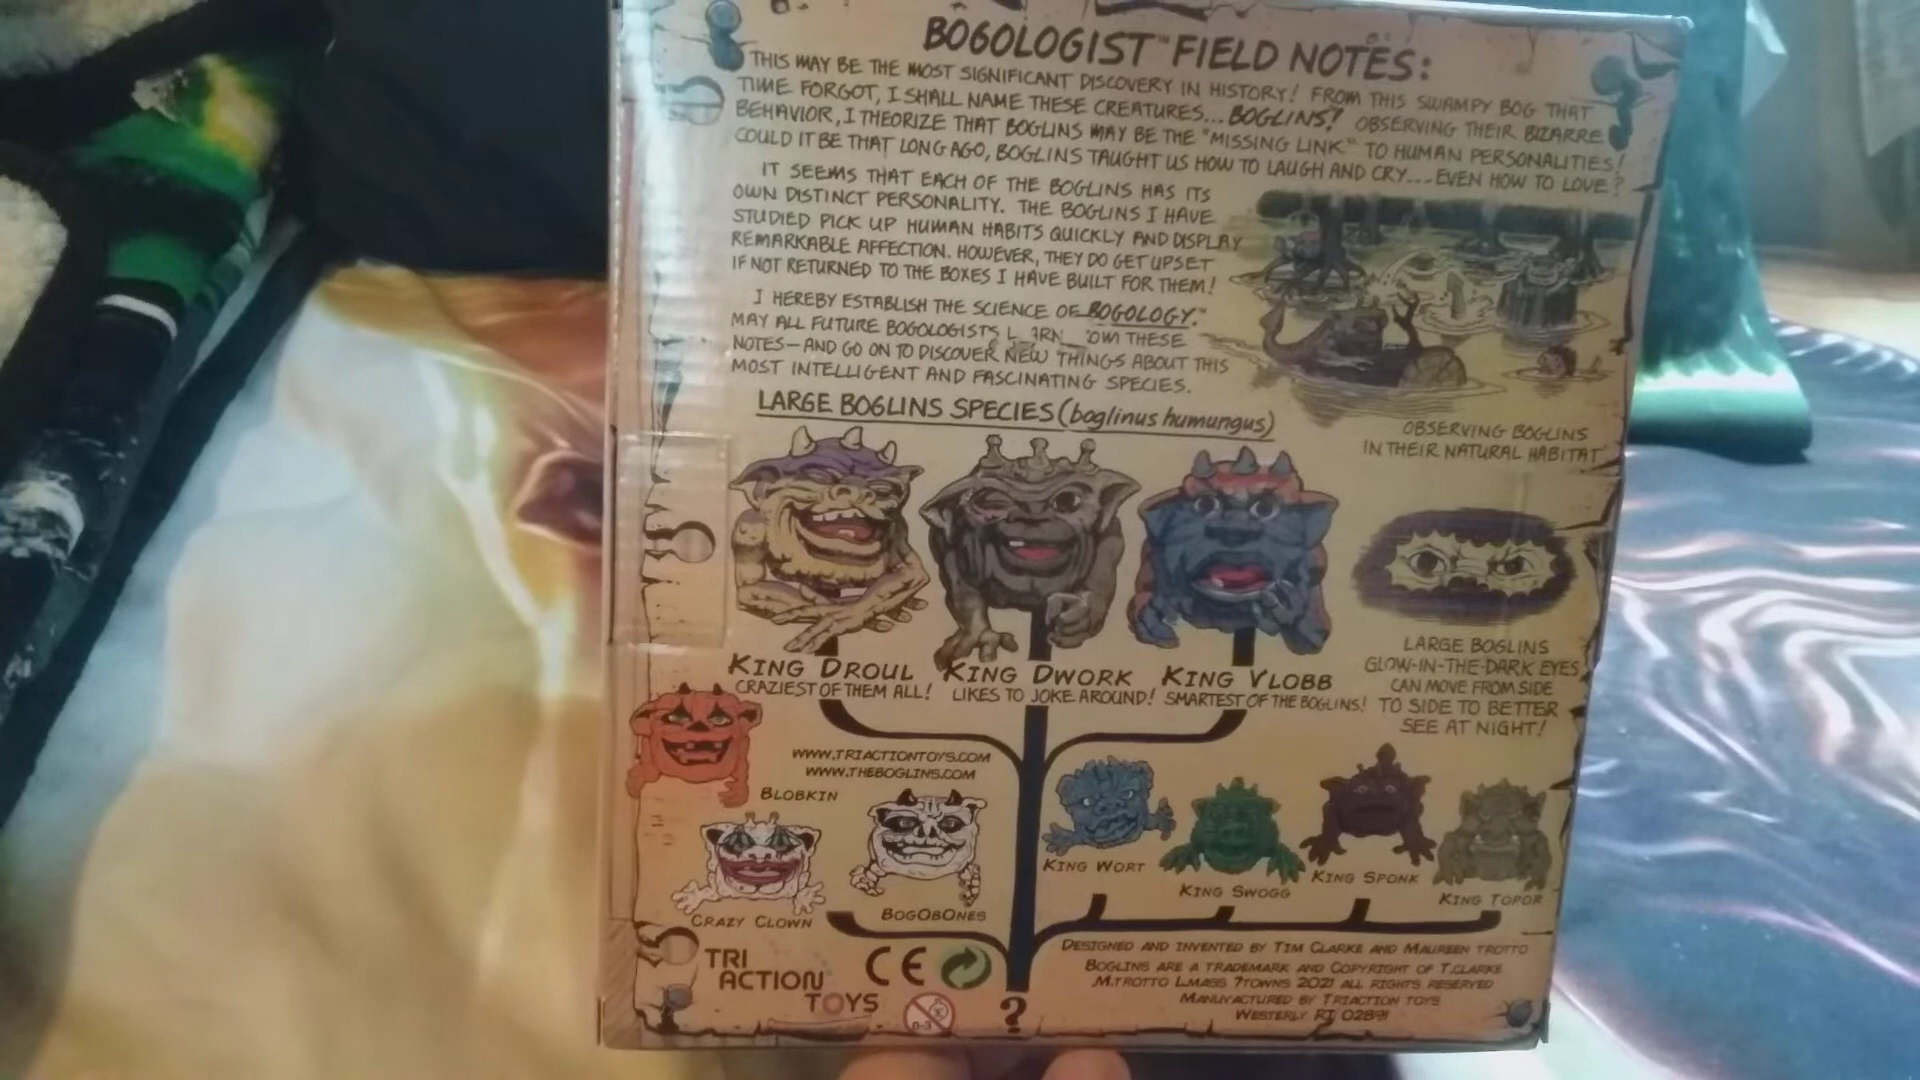 BOGOLOGIST™ FIELD NOTES:
THIS MAY BE THE MOST SIGNIFICANT DISCOVERY IN HISTORY! FROM THIS SWAMPY BOG THAT
TIME FORGOT, I SHALL NAME THESE CREATURES... BOGLINS! OBSERVING THEIR BIZARRE
BEHAVIOR, I THEORIZE THAT BOGLINS MAY BE THE "MISSING LINK" TO HUMAN PERSONALITIES!
COULD IT BE THAT LONG AGO, BOGLINS TAUGHT US HOW TO LAUGH AND CRY... EVEN HOW TO LOVE?
IT SEEMS THAT EACH OF THE BOGLINS HAS ITS
OWN DISTINCT PERSONALITY. THE BOGLINS I HAVE
STUDIED PICK UP HUMAN HABITS QUICKLY AND DISPLAY
REMARKABLE AFFECTION. HOWEVER, THEY DO GET UPSET
IF NOT RETURNED TO THE BOXES I HAVE BUILT FOR THEM!
I HEREBY ESTABLISH THE SCIENCE OF BOGOLOGY.™
MAY ALL FUTURE BOGOLOGISTS THESE
NOTES—AND GO ON TO DISCOVER NEW THINGS ABOUT THIS
MOST INTELLIGENT AND FASCINATING SPECIES.
OBSERVING BOGLINS
IN THEIR NATURAL HABITAT
LARGE BOGLINS SPECIES (boglinus humungus)
KING DROUL
CRAZIEST OF THEM ALL!
KING DWORK
LIKES TO JOKE AROUND!
KING VLOBB
SMARTEST OF THE BOGLINS!
LARGE BOGLINS
GLOW-IN-THE-DARK EYES
CAN MOVE FROM SIDE
TO SIDE TO BETTER
SEE AT NIGHT!
WWW.TRIACTIONTOYS.COM
WWW.THEBOGLINS.COM
BLOBKIN
CRAZY CLOWN
BOGOBONES
KING WORT
KING SWOGG
KING SPONK
KING TOPOR
TRI
ACTION
TOYS
CE
0-3
?
DESIGNED AND INVENTED BY TIM CLARKE AND MAUREEN TROTTO
BOGLINS ARE A TRADEMARK AND COPYRIGHT OF T.CLARKE
M.TROTTO L.MASS 7TOWNS 2021 ALL RIGHTS RESERVED
MANUVACTURED BY TRIACTION TOYS
WESTERLY RI 02891